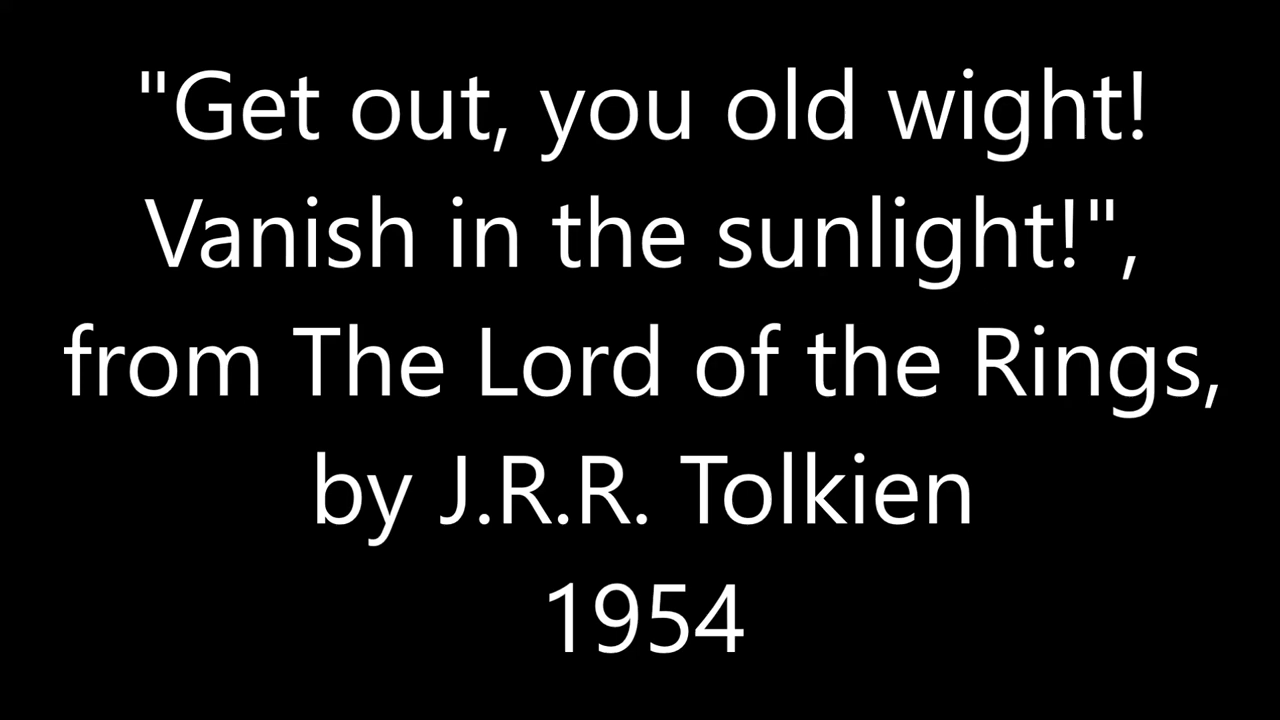 "Get out, you old wight!
Vanish in the sunlight!",
from The Lord of the Rings,
by J.R.R. Tolkien
1954